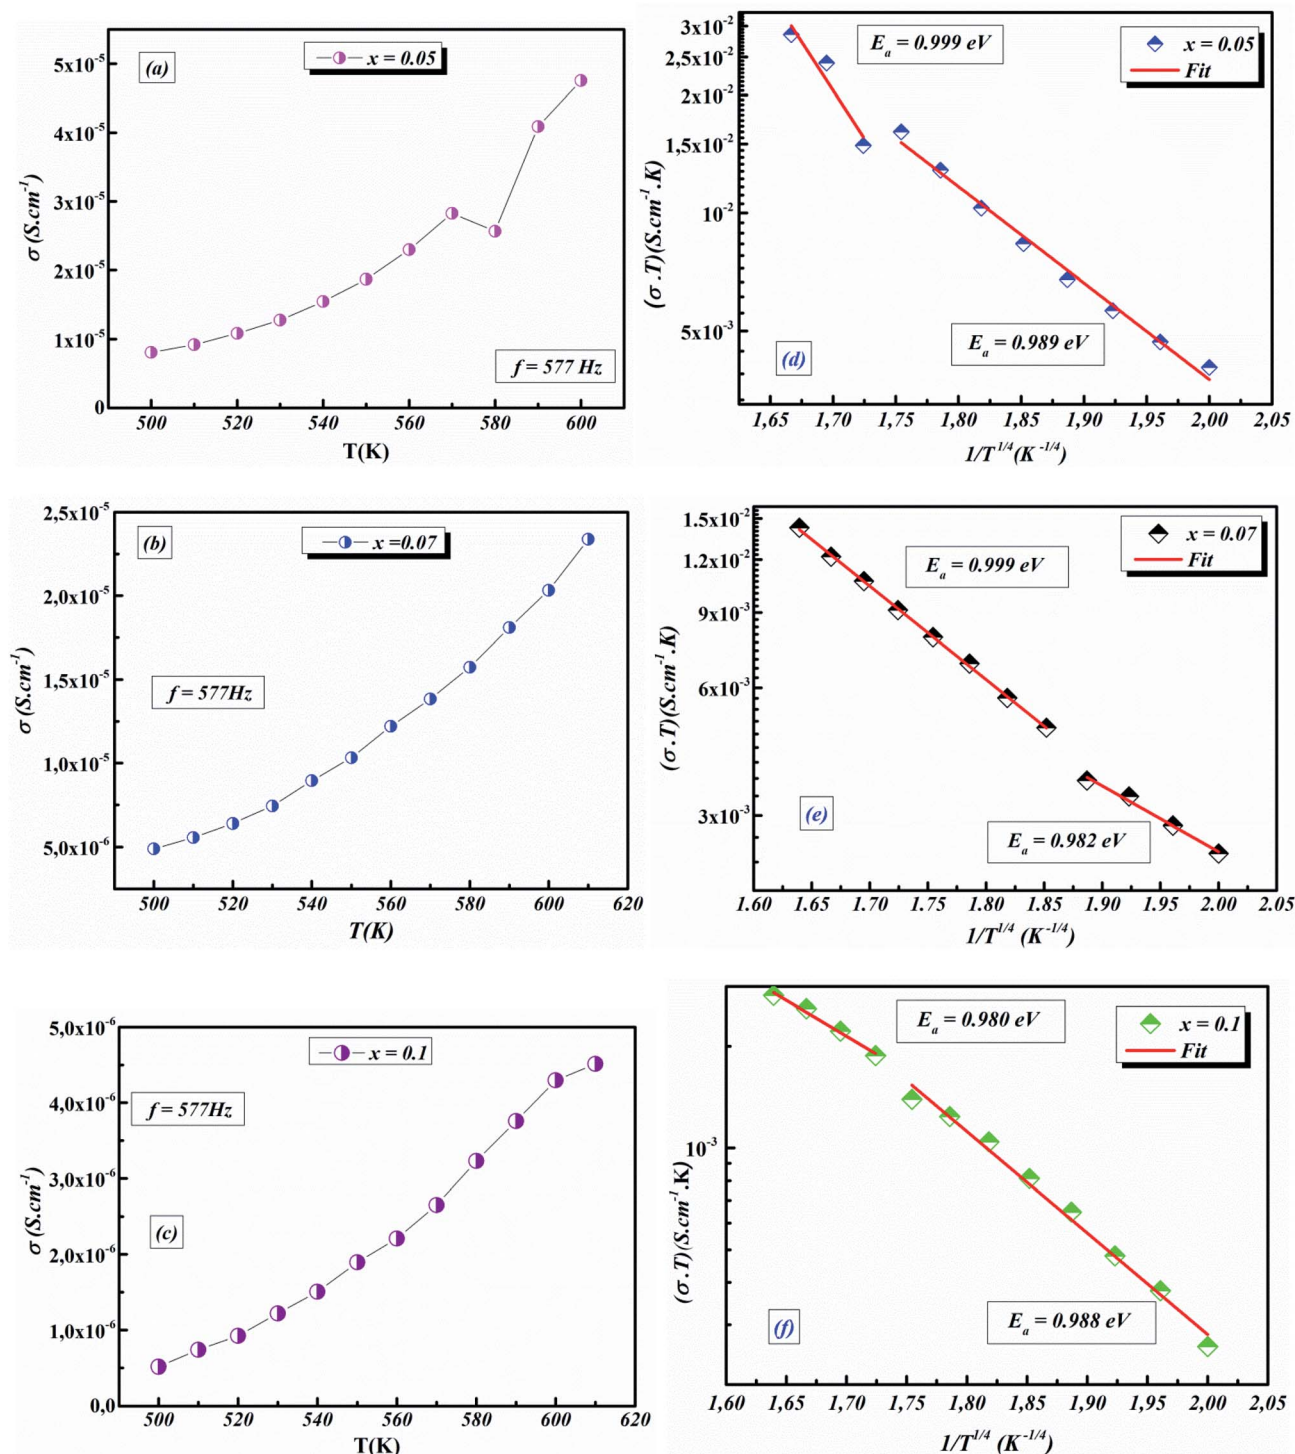 (a)
x = 0.05
5x10⁻⁵
4x10⁻⁵
3x10⁻⁵
2x10⁻⁵
1x10⁻⁵
0
σ (S.cm⁻¹)
f = 577 Hz
500 520 540 560 580 600
T(K)
3x10⁻²
2,5x10⁻²
2x10⁻²
1,5x10⁻²
10⁻²
5x10⁻³
(σ .T)(S.cm⁻¹.K)
Eₐ = 0.999 eV
x = 0.05
Fit
Eₐ = 0.989 eV
(d)
1,65 1,70 1,75 1,80 1,85 1,90 1,95 2,00 2,05
1/T^1/4(K^-1/4)
(b)
x =0.07
2,5x10⁻⁵
2,0x10⁻⁵
1,5x10⁻⁵
1,0x10⁻⁵
5,0x10⁻⁶
σ (S.cm⁻¹)
f = 577Hz
500 520 540 560 580 600 620
T(K)
1.5x10⁻²
1.2x10⁻²
9x10⁻³
6x10⁻³
3x10⁻³
(σ .T)(S.cm⁻¹.K)
Eₐ = 0.999 eV
x = 0.07
Fit
Eₐ = 0.982 eV
(e)
1.60 1.65 1.70 1.75 1.80 1.85 1.90 1.95 2.00 2.05
1/T^1/4 (K^-1/4)
x = 0.1
f = 577Hz
5,0x10⁻⁶
4,0x10⁻⁶
3,0x10⁻⁶
2,0x10⁻⁶
1,0x10⁻⁶
0,0
σ (S.cm⁻¹)
(c)
500 520 540 560 580 600 620
T(K)
10⁻³
(σ .T)(S.cm⁻¹.K)
Eₐ = 0.980 eV
x = 0.1
Fit
Eₐ = 0.988 eV
(f)
1,60 1,65 1,70 1,75 1,80 1,85 1,90 1,95 2,00 2,05
1/T^1/4 (K^-1/4)